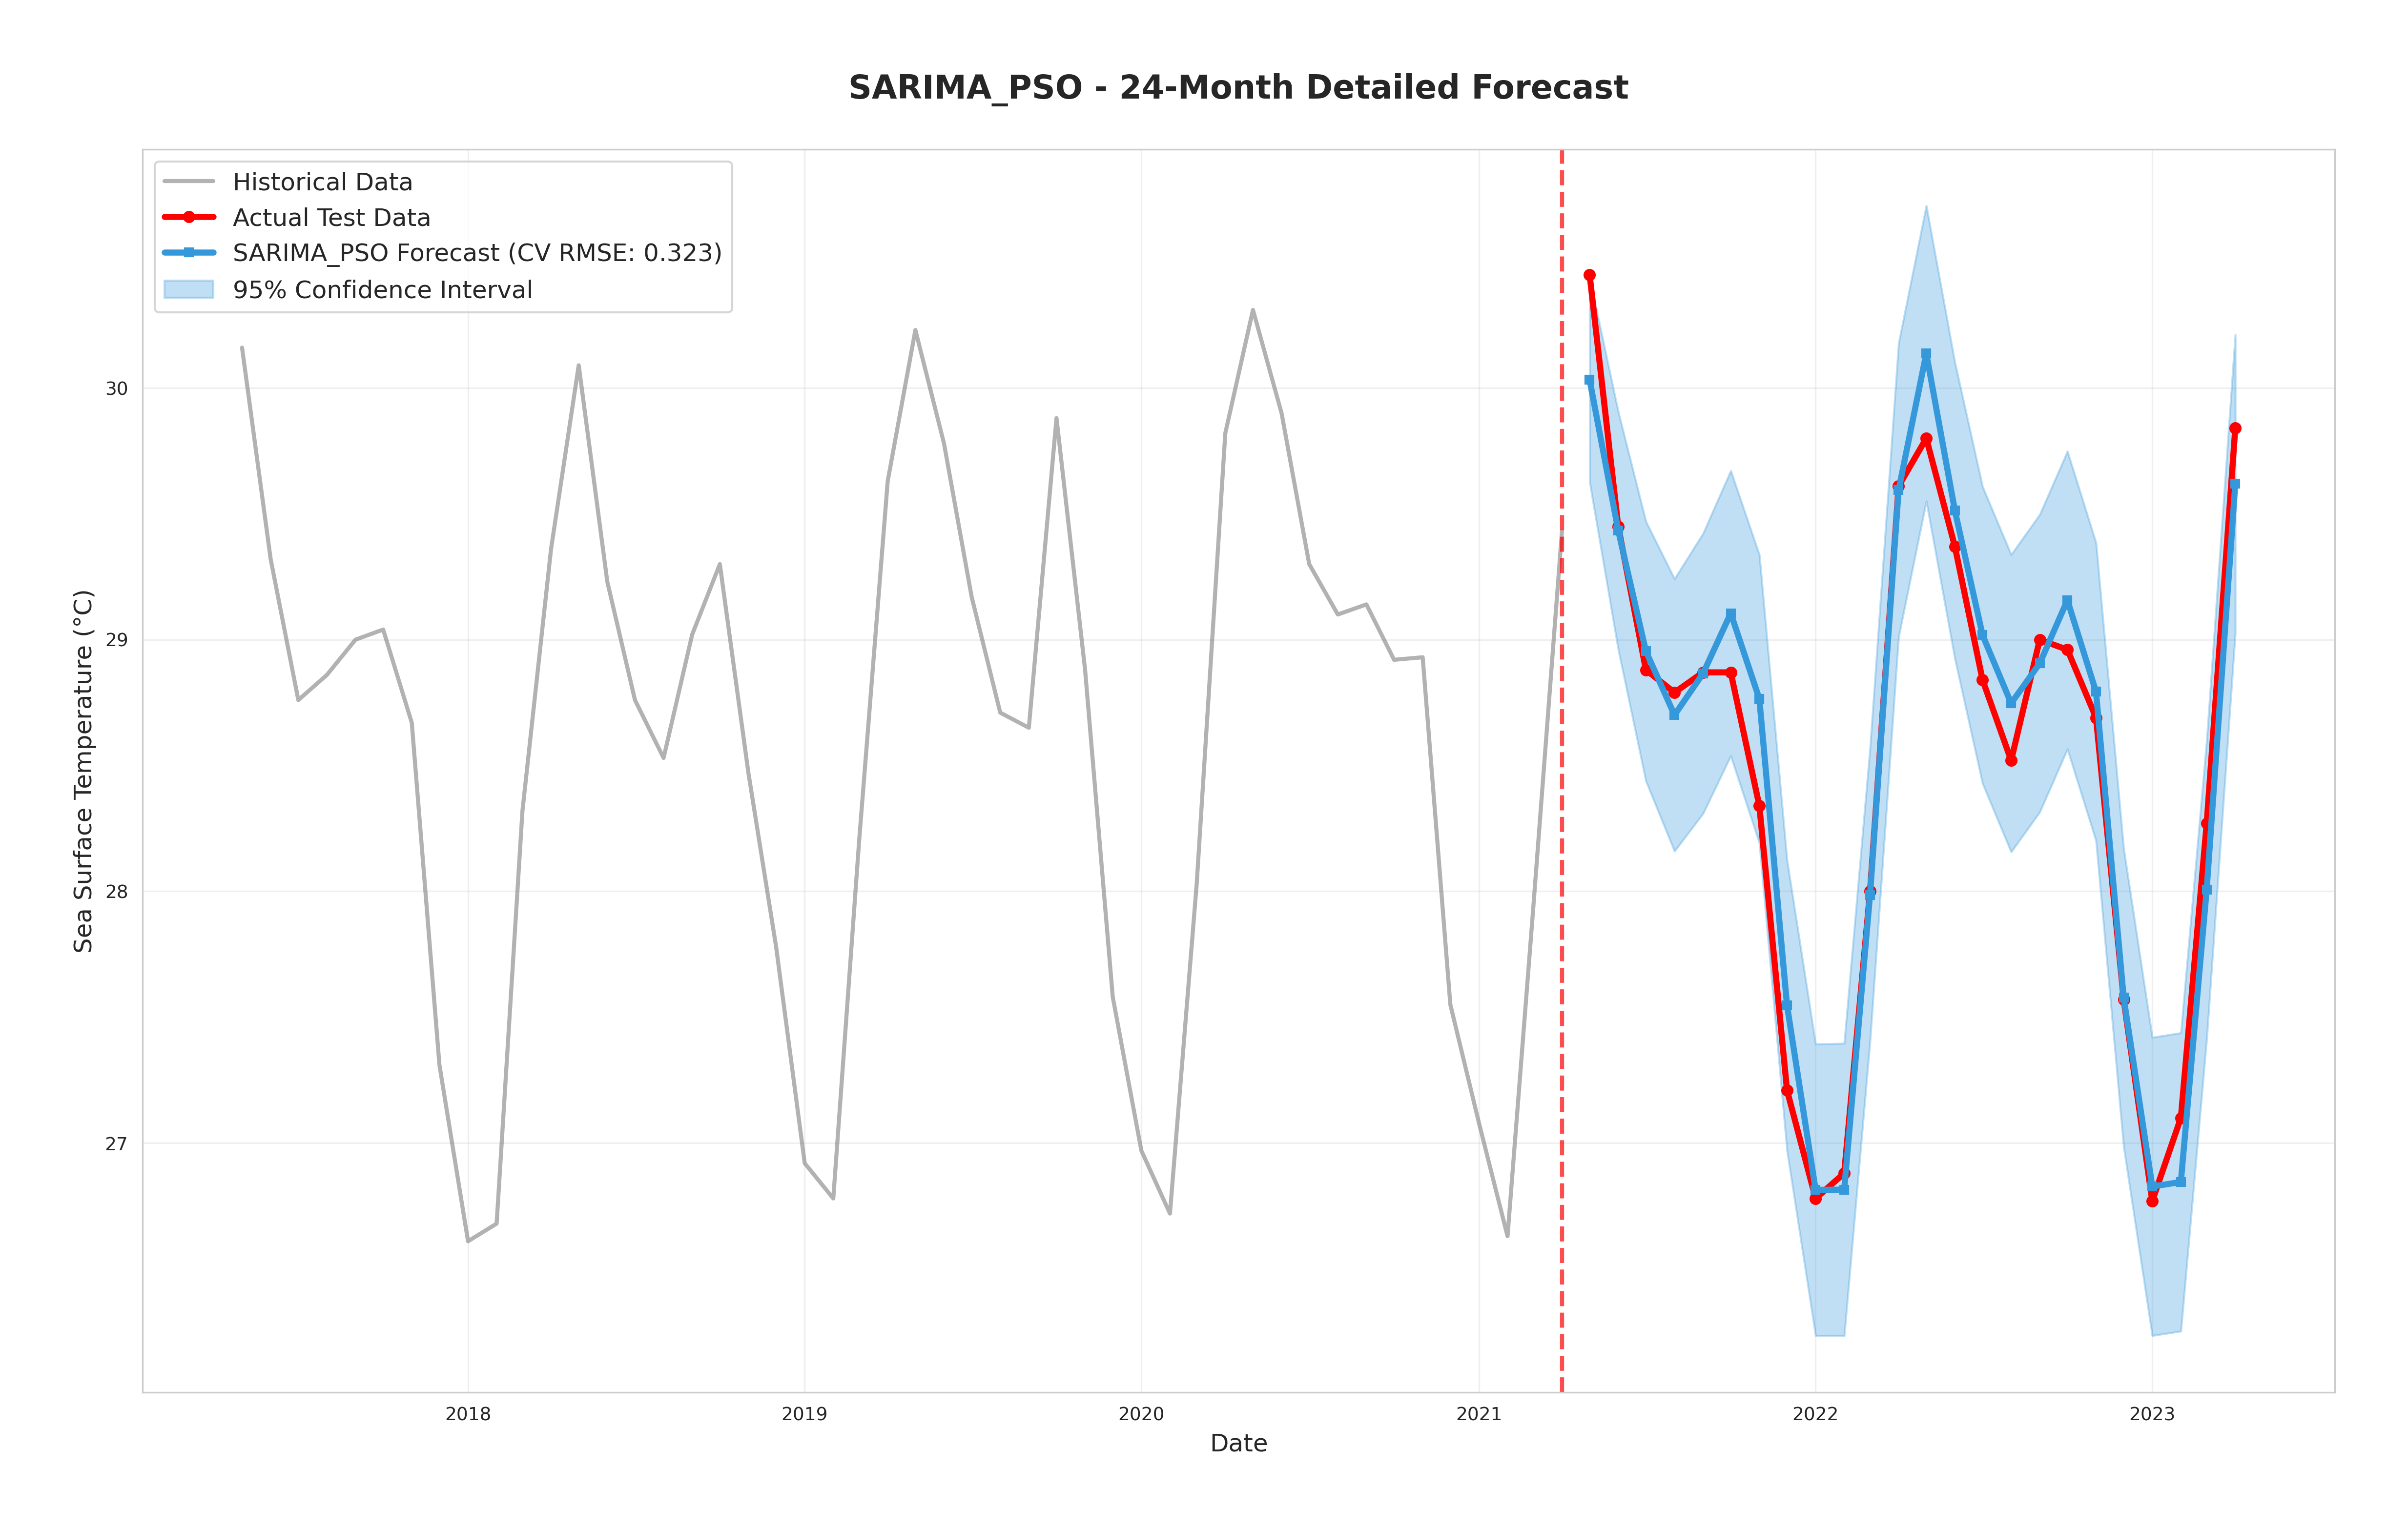 SARIMA_PSO - 24-Month Detailed Forecast
Historical Data
Actual Test Data
SARIMA_PSO Forecast (CV RMSE: 0.323)
95% Confidence Interval
30
29
28
27
Sea Surface Temperature (°C)
2018 2019 2020 2021 2022 2023
Date